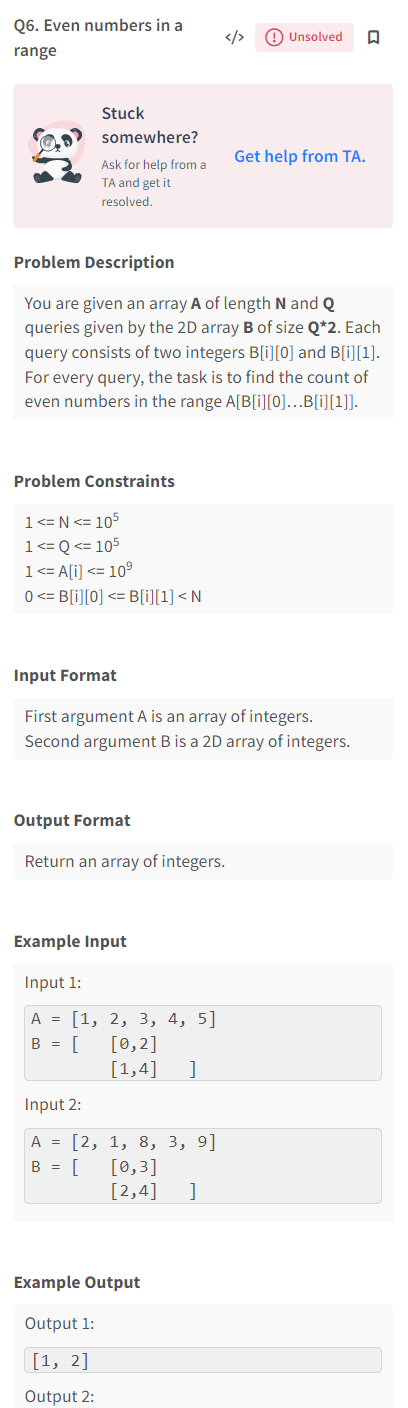 Q6. Even numbers in a
range
</>
Unsolved
Stuck
somewhere?
Ask for help from a
TA and get it
resolved.
Get help from TA.
Problem Description
You are given an array A of length N and Q
queries given by the 2D array B of size Q*2. Each
query consists of two integers B[i][0] and B[i][1].
For every query, the task is to find the count of
even numbers in the range A[B[i][0]…B[i][1]].
Problem Constraints
1 <= N <= 10⁵
1 <= Q <= 10⁵
1 <= A[i] <= 10⁹
0 <= B[i][0] <= B[i][1] < N
Input Format
First argument A is an array of integers.
Second argument B is a 2D array of integers.
Output Format
Return an array of integers.
Example Input
Input 1:
A = [1, 2, 3, 4, 5]
B = [   [0,2]
        [1,4]   ]
Input 2:
A = [2, 1, 8, 3, 9]
B = [   [0,3]
        [2,4]   ]
Example Output
Output 1:
[1, 2]
Output 2: